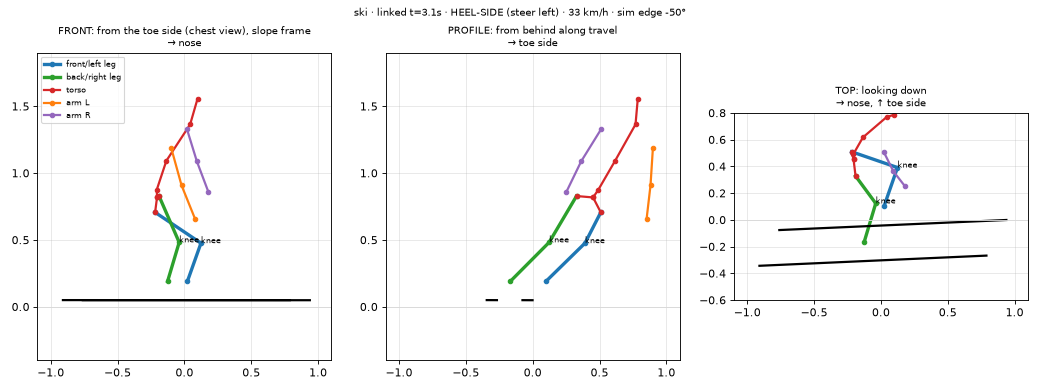 ski · linked t=3.1s · HEEL-SIDE (steer left) · 33 km/h · sim edge -50°
FRONT: from the toe side (chest view), slope frame
→ nose
front/left leg
back/right leg
torso
arm L
arm R
knee knee
1.5
1.0
0.5
0.0
−1.0 −0.5 0.0 0.5 1.0
PROFILE: from behind along travel
→ toe side
knee knee
1.5
1.0
0.5
0.0
−1.0 −0.5 0.0 0.5 1.0
TOP: looking down
→ nose, ↑ toe side
knee
knee
0.8
0.6
0.4
0.2
0.0
−0.2
−0.4
−0.6
−1.0 −0.5 0.0 0.5 1.0